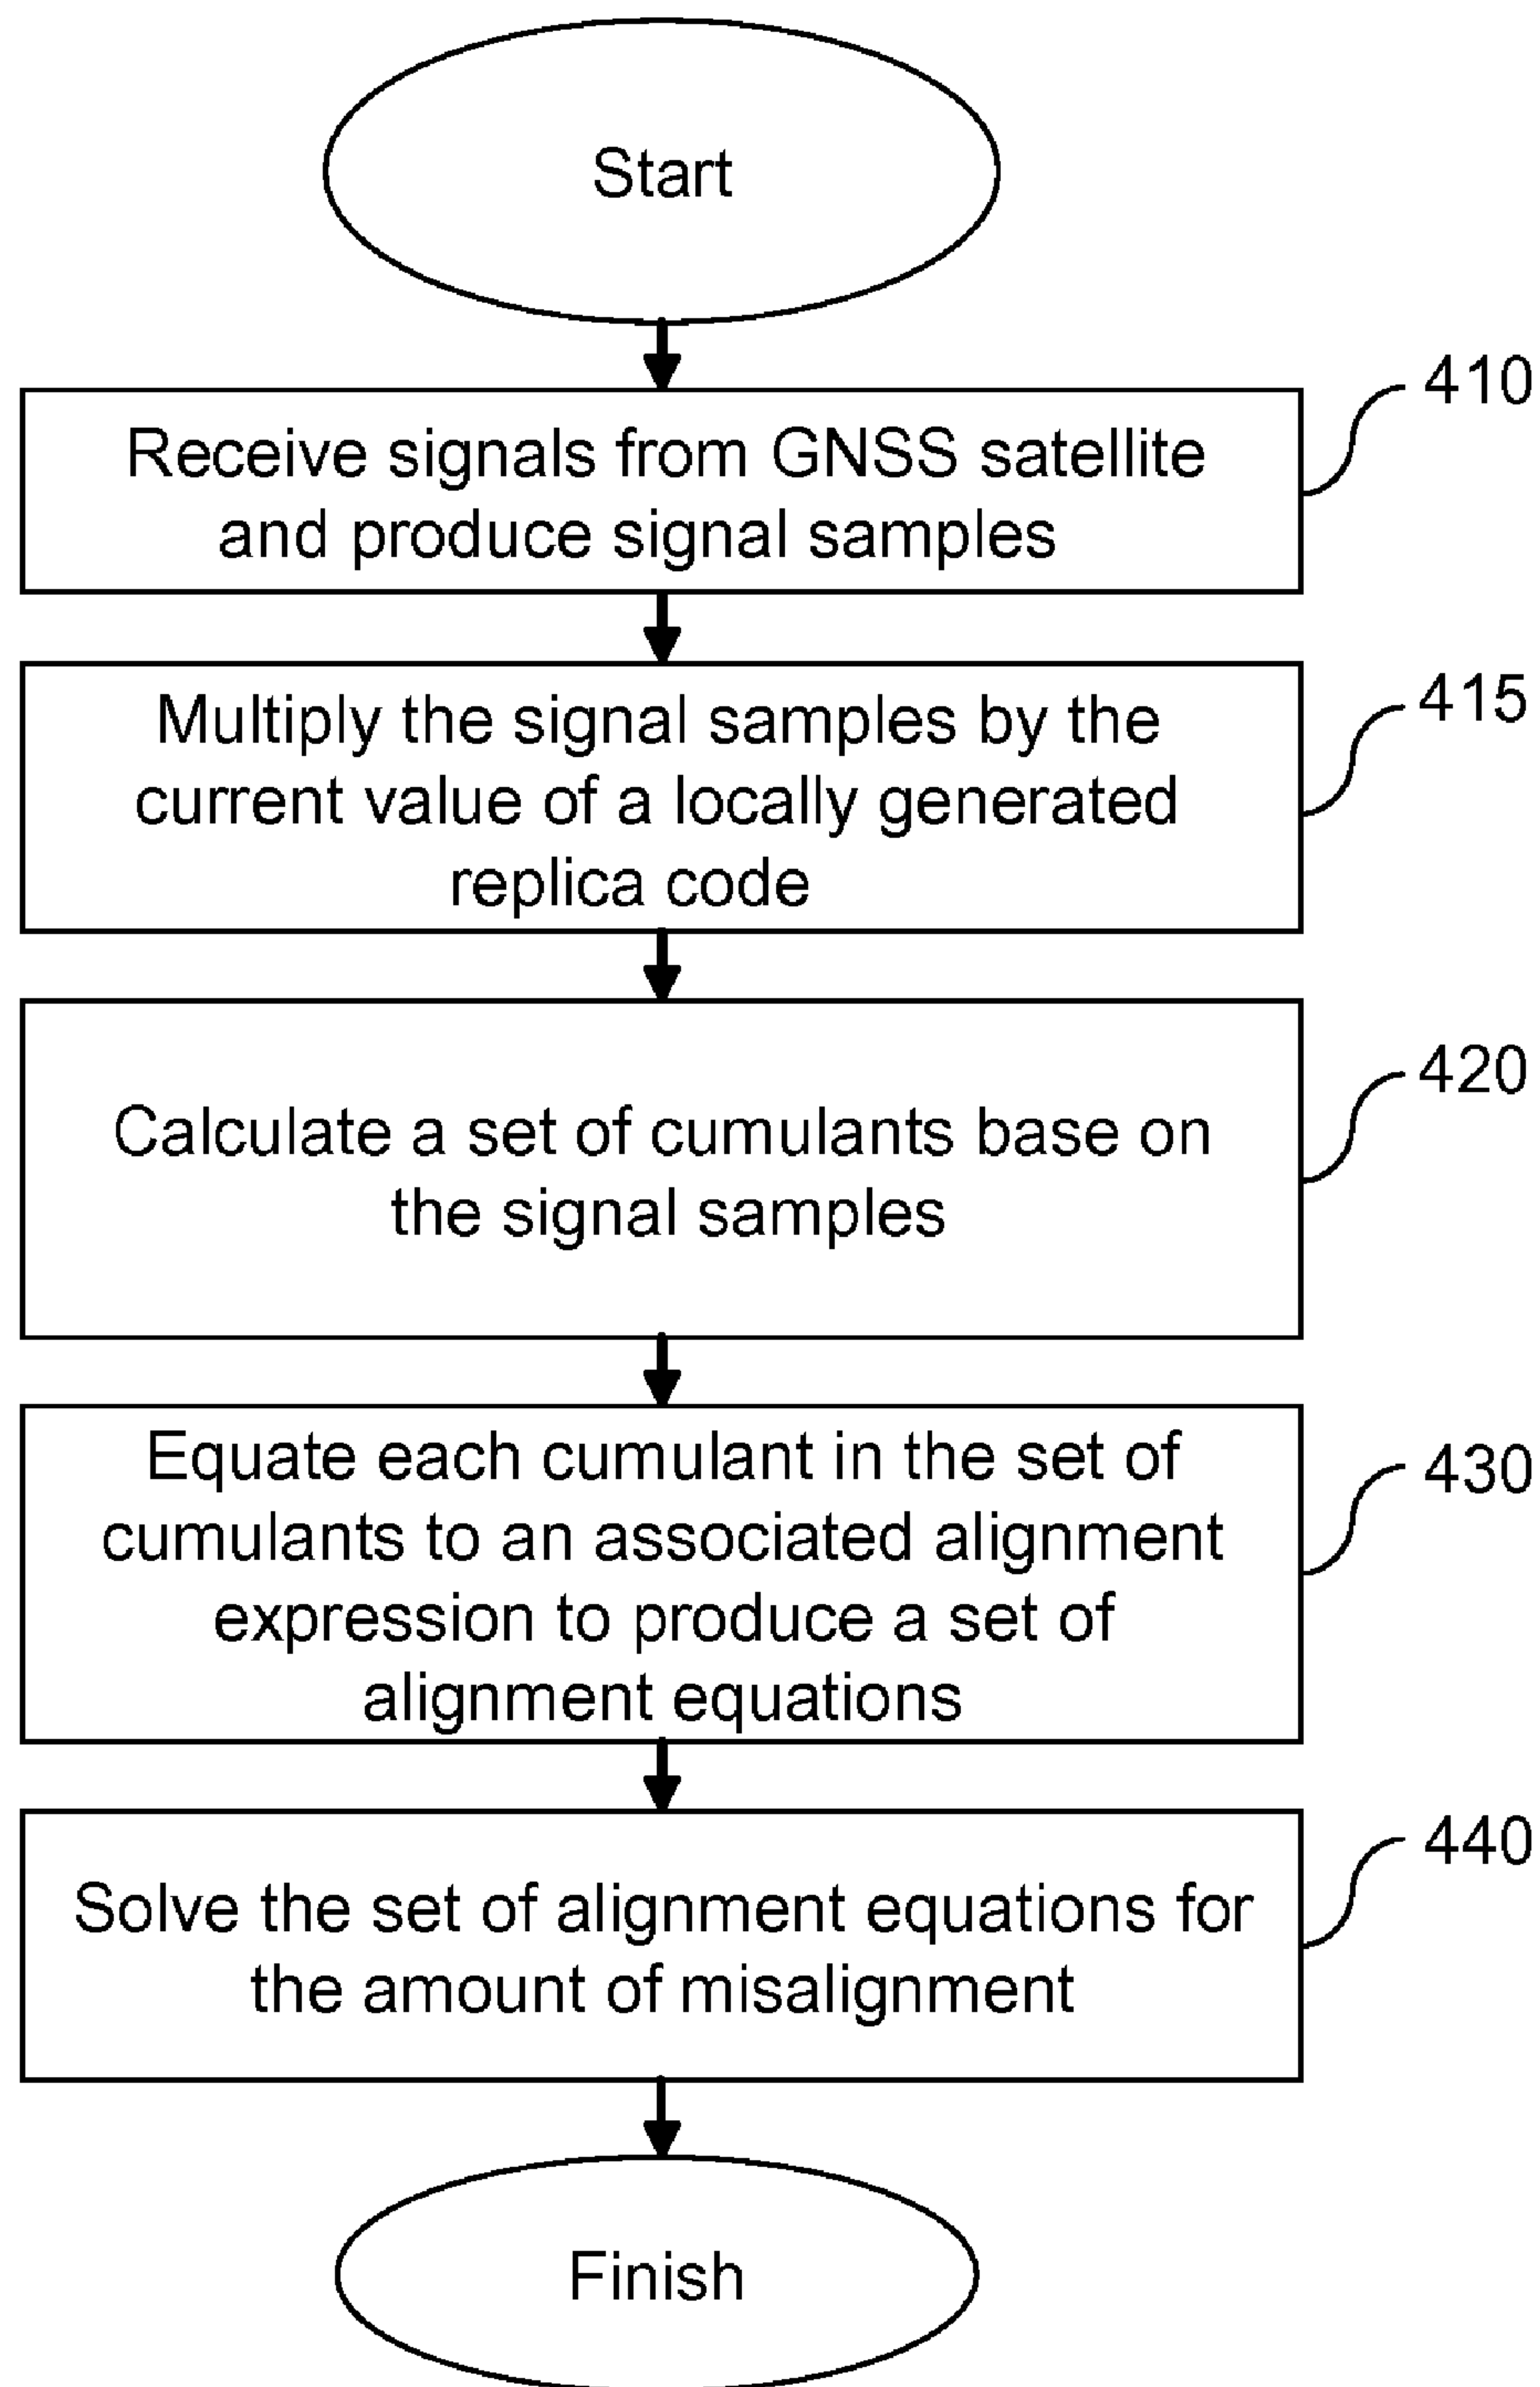 Start
410
Receive signals from GNSS satellite
and produce signal samples
415
Multiply the signal samples by the
current value of a locally generated
replica code
420
Calculate a set of cumulants base on
the signal samples
430
Equate each cumulant in the set of
cumulants to an associated alignment
expression to produce a set of
alignment equations
440
Solve the set of alignment equations for
the amount of misalignment
Finish